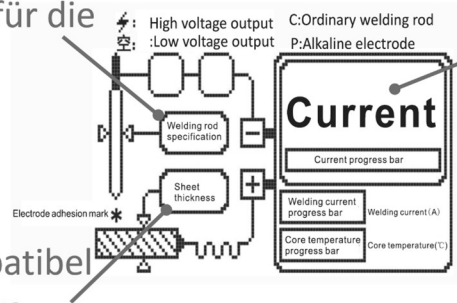 für die
⚡: High voltage output C:Ordinary welding rod
空: :Low voltage output P:Alkaline electrode
Current
Welding rod
specification
−
Current progress bar
Sheet
thickness
+
Welding current
progress bar
Welding current(A)
Electrode adhesion mark *
Core temperature
progress bar
Core temperature(℃)
patibel